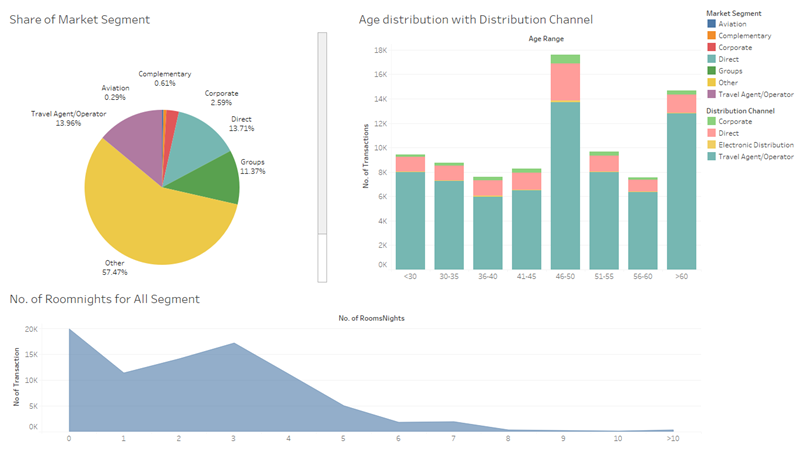 Share of Market Segment
Complementary
0.61%
Aviation
0.29%
Corporate
2.59%
Travel Agent/Operator
13.96%
Direct
13.71%
Groups
11.37%
Other
57.47%
Age distribution with Distribution Channel
Age Range
No. of Transactions
18K
16K
14K
12K
10K
8K
6K
4K
2K
0K
<30 30-35 36-40 41-45 46-50 51-55 56-60 >60
Market Segment
Aviation
Complementary
Corporate
Direct
Groups
Other
Travel Agent/Operator
Distribution Channel
Corporate
Direct
Electronic Distribution
Travel Agent/Operator
No. of Roomnights for All Segment
No. of RoomsNights
No of Transaction
20K
15K
10K
5K
0K
0 1 2 3 4 5 6 7 8 9 10 >10